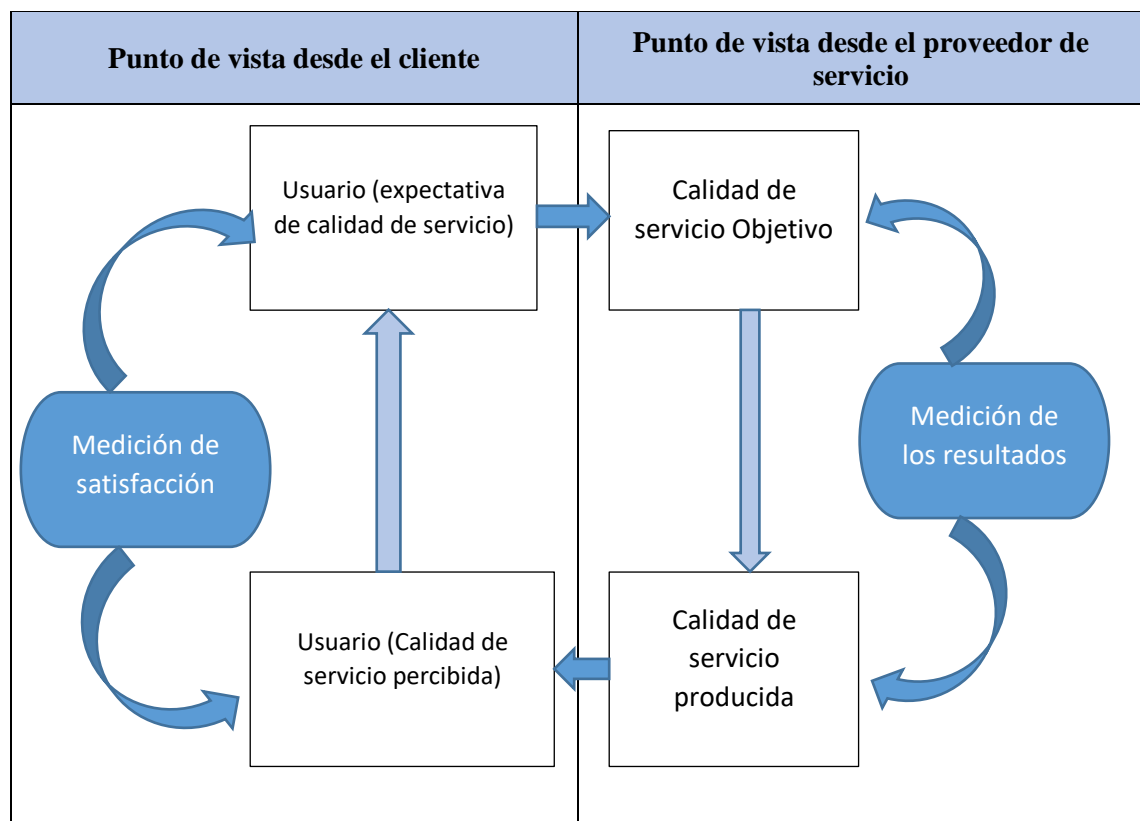 Punto de vista desde el cliente
Punto de vista desde el proveedor de
servicio
Usuario (expectativa
de calidad de servicio)
Calidad de
servicio Objetivo
Medición de
satisfacción
Medición de
los resultados
Usuario (Calidad de
servicio percibida)
Calidad de
servicio
producida